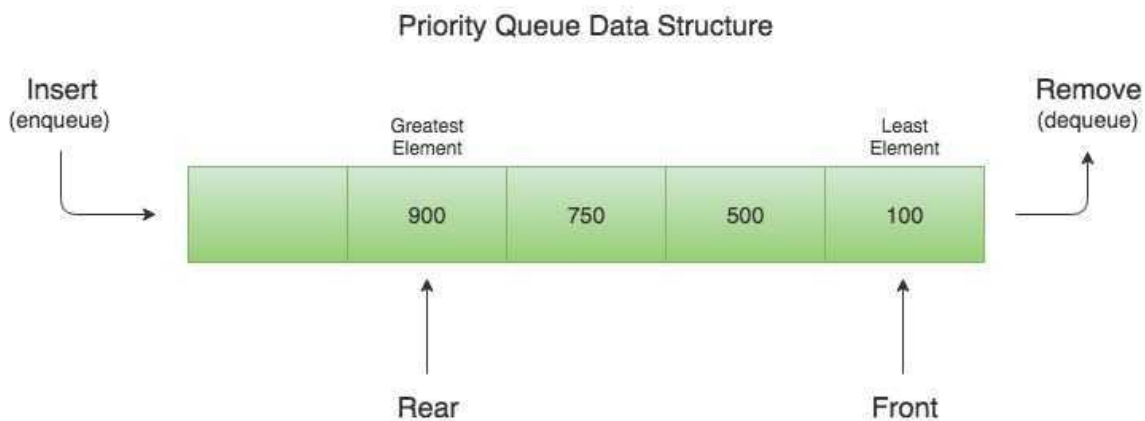 Priority Queue Data Structure
Insert
(enqueue)
Remove
(dequeue)
Greatest
Element
Least
Element
900 750 500 100
Rear
Front